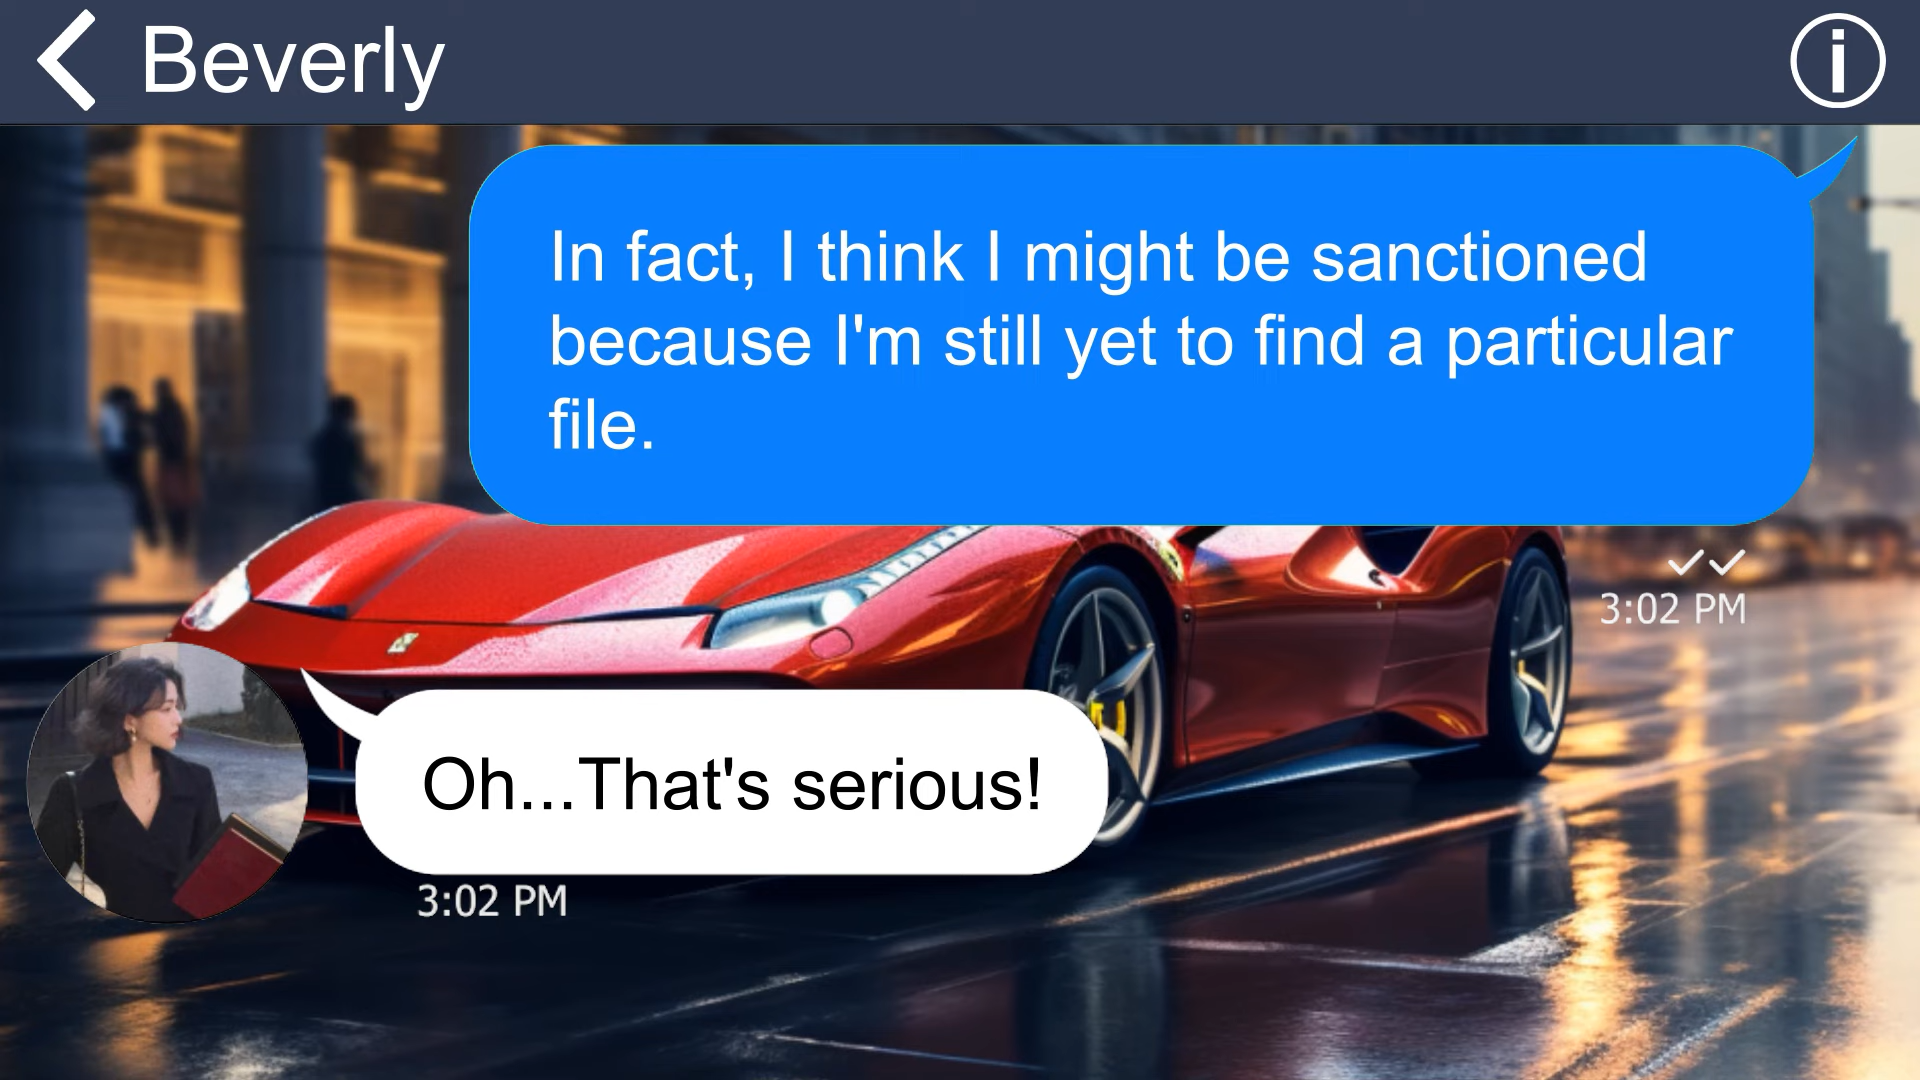 Beverly
In fact, I think I might be sanctioned
because I'm still yet to find a particular
file.
3:02 PM
Oh...That's serious!
3:02 PM